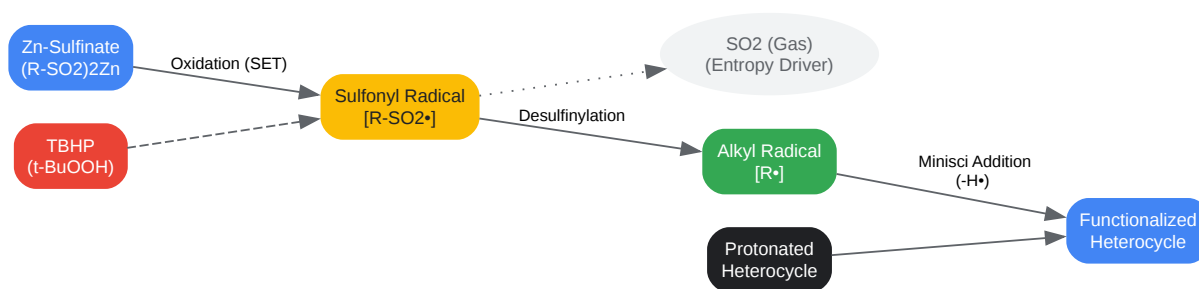 Zn-Sulfinate
(R-SO2)2Zn
Oxidation (SET)
TBHP
(t-BuOOH)
Sulfonyl Radical
[R-SO2•]
SO2 (Gas)
(Entropy Driver)
Desulfinylation
Alkyl Radical
[R•]
Minisci Addition
(-H•)
Protonated
Heterocycle
Functionalized
Heterocycle